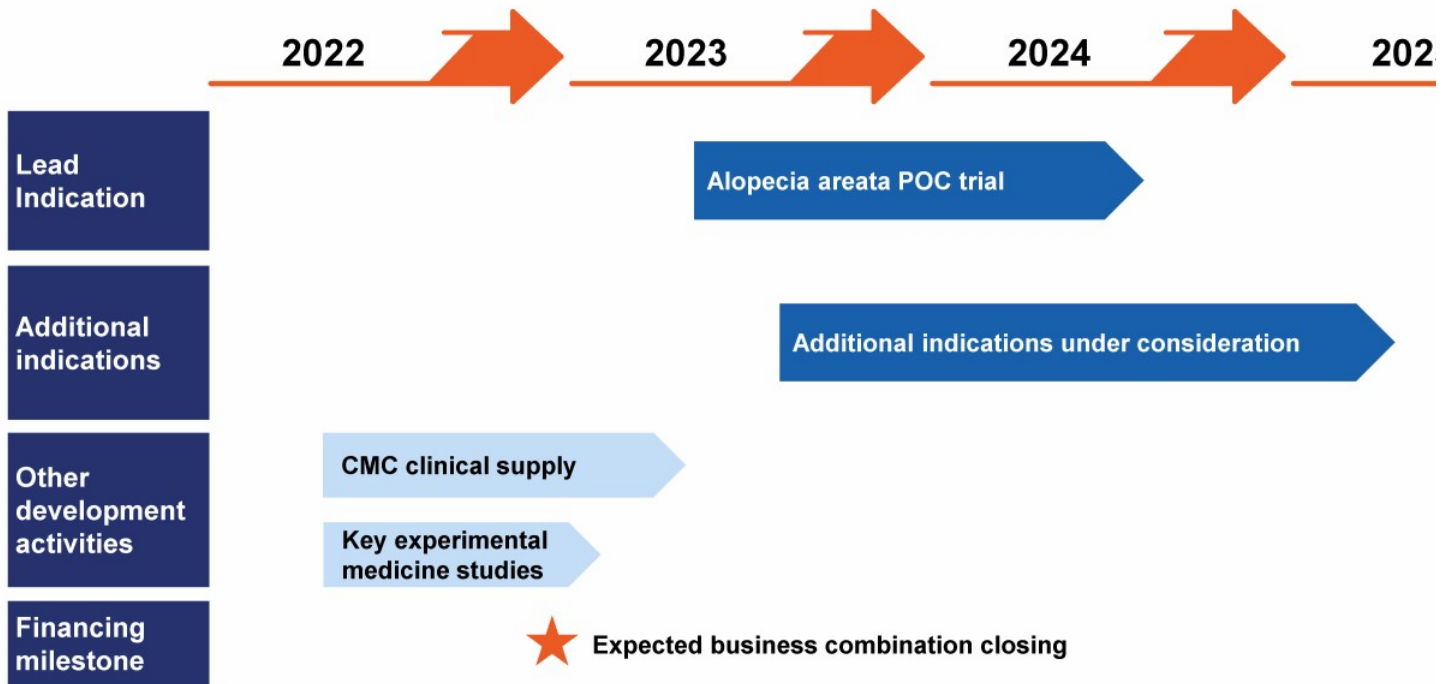 2022
2023
2024
Lead
Indication
Alopecia areata POC trial
Additional
indications
Additional indications under consideration
Other
development
activities
CMC clinical supply
Key experimental
medicine studies
Financing
milestone
Expected business combination closing